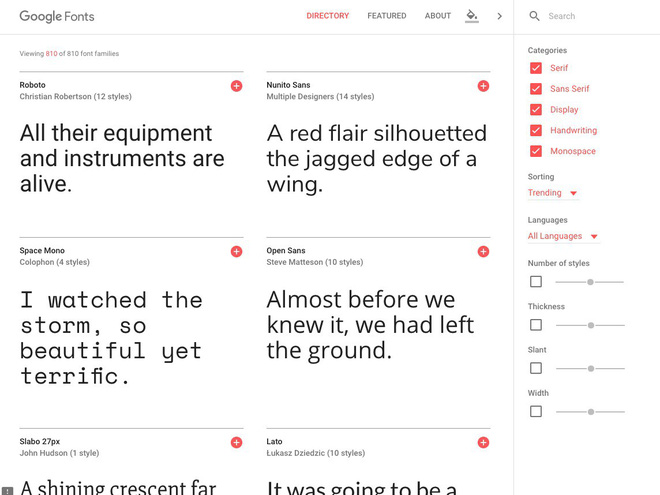 Google Fonts
DIRECTORY FEATURED ABOUT
Search
Viewing 810 of 810 font families
Roboto
Christian Robertson (12 styles)
All their equipment
and instruments are
alive.
Nunito Sans
Multiple Designers (14 styles)
A red flair silhouetted
the jagged edge of a
wing.
Space Mono
Colophon (4 styles)
I watched the
storm, so
beautiful yet
terrific.
Open Sans
Steve Matteson (10 styles)
Almost before we
knew it, we had left
the ground.
Slabo 27px
John Hudson (1 style)
A shining crescent far
Lato
Łukasz Dziedzic (10 styles)
It was going to be a
Categories
Serif
Sans Serif
Display
Handwriting
Monospace
Sorting
Trending
Languages
All Languages
Number of styles
Thickness
Slant
Width